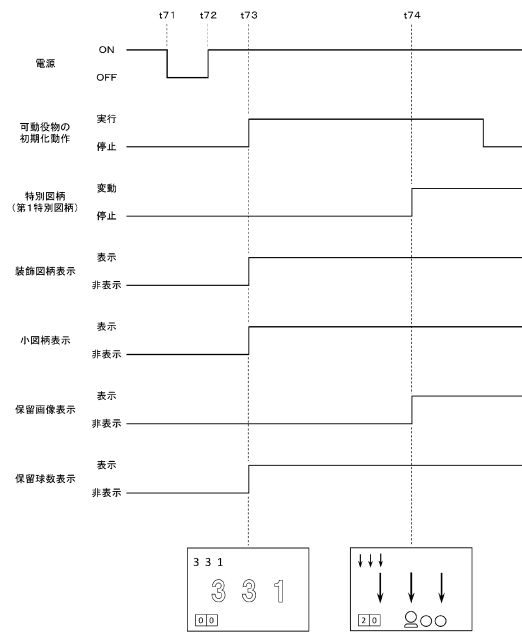 t71 t72 t73 t74
電源
ON
OFF
可動役物の
初期化動作
実行
停止
特別図柄
(第1特別図柄)
変動
停止
装飾図柄表示
表示
非表示
小図柄表示
表示
非表示
保留画像表示
表示
非表示
保留球数表示
表示
非表示
3 3 1
3 3 1
0 0
2 0